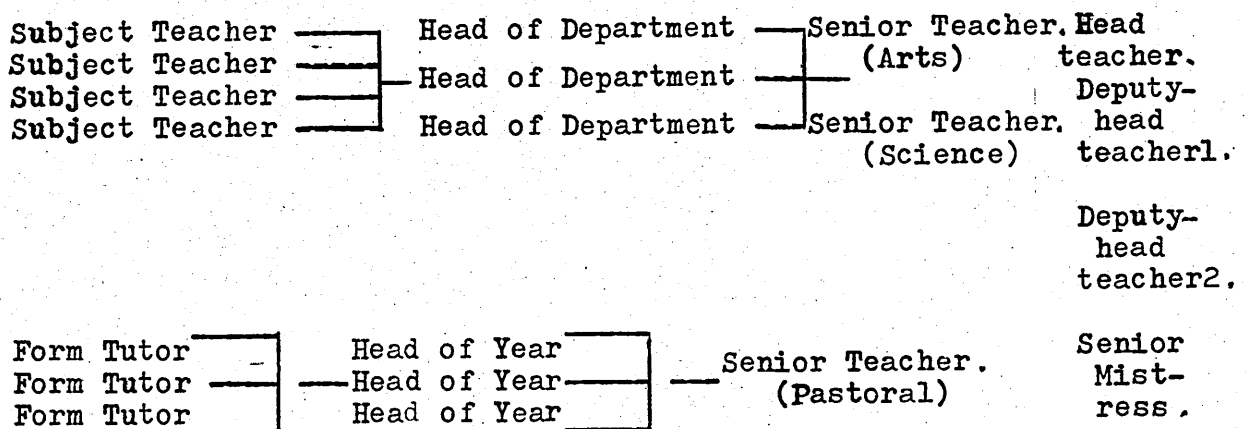 Subject Teacher Head of Department Senior Teacher. Head
Subject Teacher (Arts) teacher.
Subject Teacher Head of Department Deputy-
Subject Teacher Head of Department Senior Teacher. head
(Science) teacher1.
Deputy-
head
teacher2.
Form Tutor Head of Year Senior Teacher. Senior
Form Tutor Head of Year (Pastoral) Mist-
Form Tutor Head of Year ress.